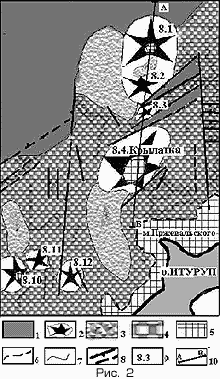 А
8.1
8.2
8.3
8.4.Крылатка
В
м.Пржевальского
о.ИТУРУП
8.11
8.10
8.12
1 2 3 4 5
6 7 8 8.3 9 А В 10
Рис. 2